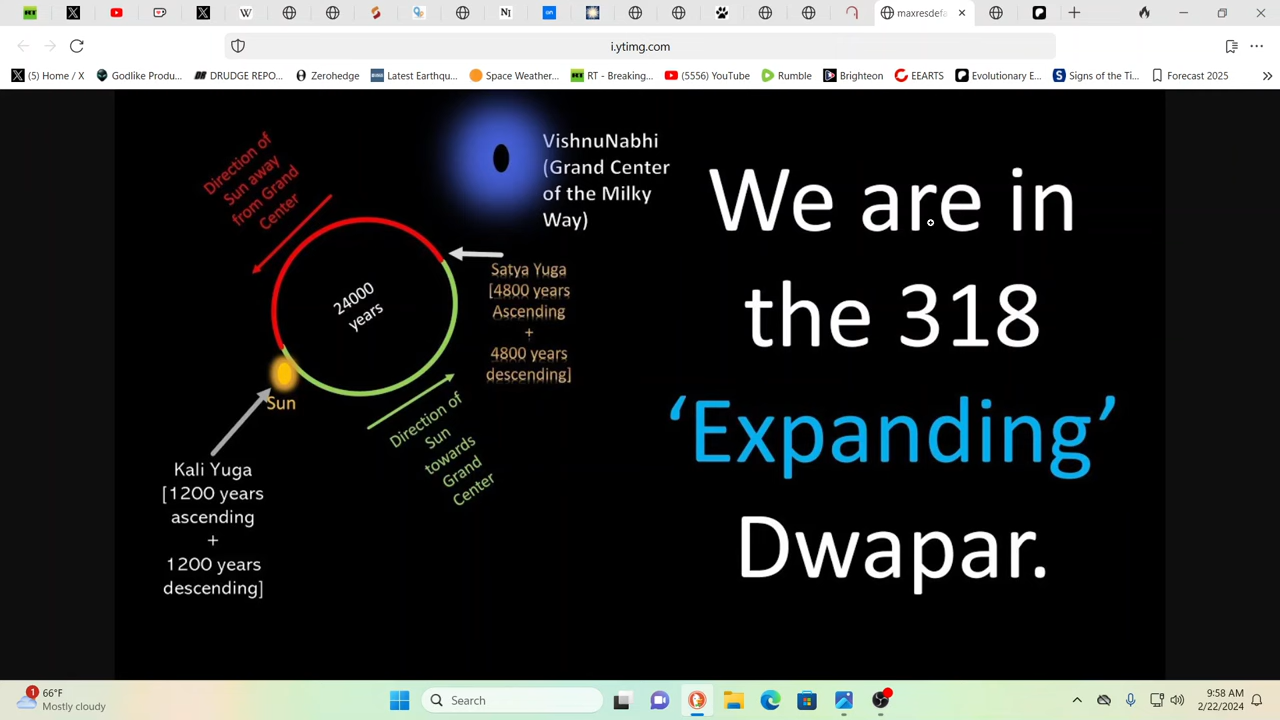 maxresdefa
i.ytimg.com
(5) Home / X
Godlike Produ...
DRUDGE REPO...
Zerohedge
Latest Earthqu...
Space Weather...
RT - Breaking...
(5556) YouTube
Rumble
Brighteon
EEARTS
Evolutionary E...
Signs of the Ti...
Forecast 2025
Direction of
Sun away
from Grand
Center
VishnuNabhi
(Grand Center
of the Milky
Way)
24000
years
Satya Yuga
[4800 years
Ascending
+
4800 years
descending]
Sun
Direction of
Sun
towards
Grand
Center
Kali Yuga
[1200 years
ascending
+
1200 years
descending]
We are in
the 318
‘Expanding’
Dwapar.
1
66°F
Mostly cloudy
Search
9:58 AM
2/22/2024